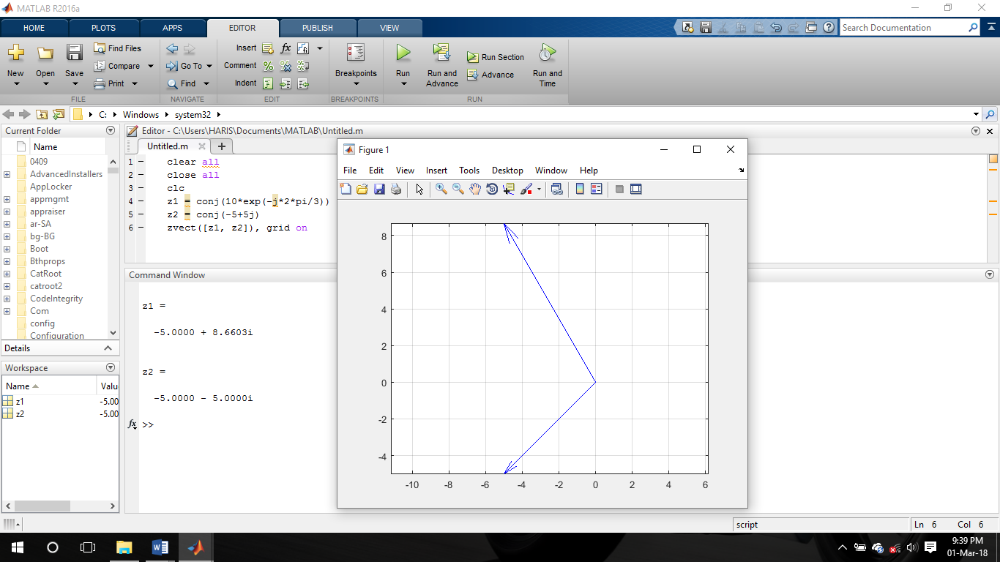 MATLAB R2016a
HOME PLOTS APPS EDITOR PUBLISH VIEW Search Documentation
New Open Save Find Files Compare Print Go To Find Insert fx Comment Indent Breakpoints Run Run and Advance Run Section Advance Run and Time
FILE NAVIGATE EDIT BREAKPOINTS RUN
C: Windows system32
Current Folder
Name
0409
AdvancedInstallers
AppLocker
appmgmt
appraiser
ar-SA
bg-BG
Boot
Bthprops
CatRoot
catroot2
CodeIntegrity
Com
config
Configuration
Details
Workspace
Name Valu
z1 -5.00
z2 -5.00
Editor - C:\Users\HARIS\Documents\MATLAB\Untitled.m
Untitled.m +
1 - clear all
2 - close all
3 - clc
4 - z1 = conj(10*exp(-j*2*pi/3))
5 - z2 = conj(-5+5j)
6 - zvect([z1, z2]), grid on
Command Window
z1 =
-5.0000 + 8.6603i
z2 =
-5.0000 - 5.0000i
fx >>
Figure 1
File Edit View Insert Tools Desktop Window Help
8
6
4
2
0
-2
-4
-10 -8 -6 -4 -2 0 2 4 6
script Ln 6 Col 6
9:39 PM
01-Mar-18